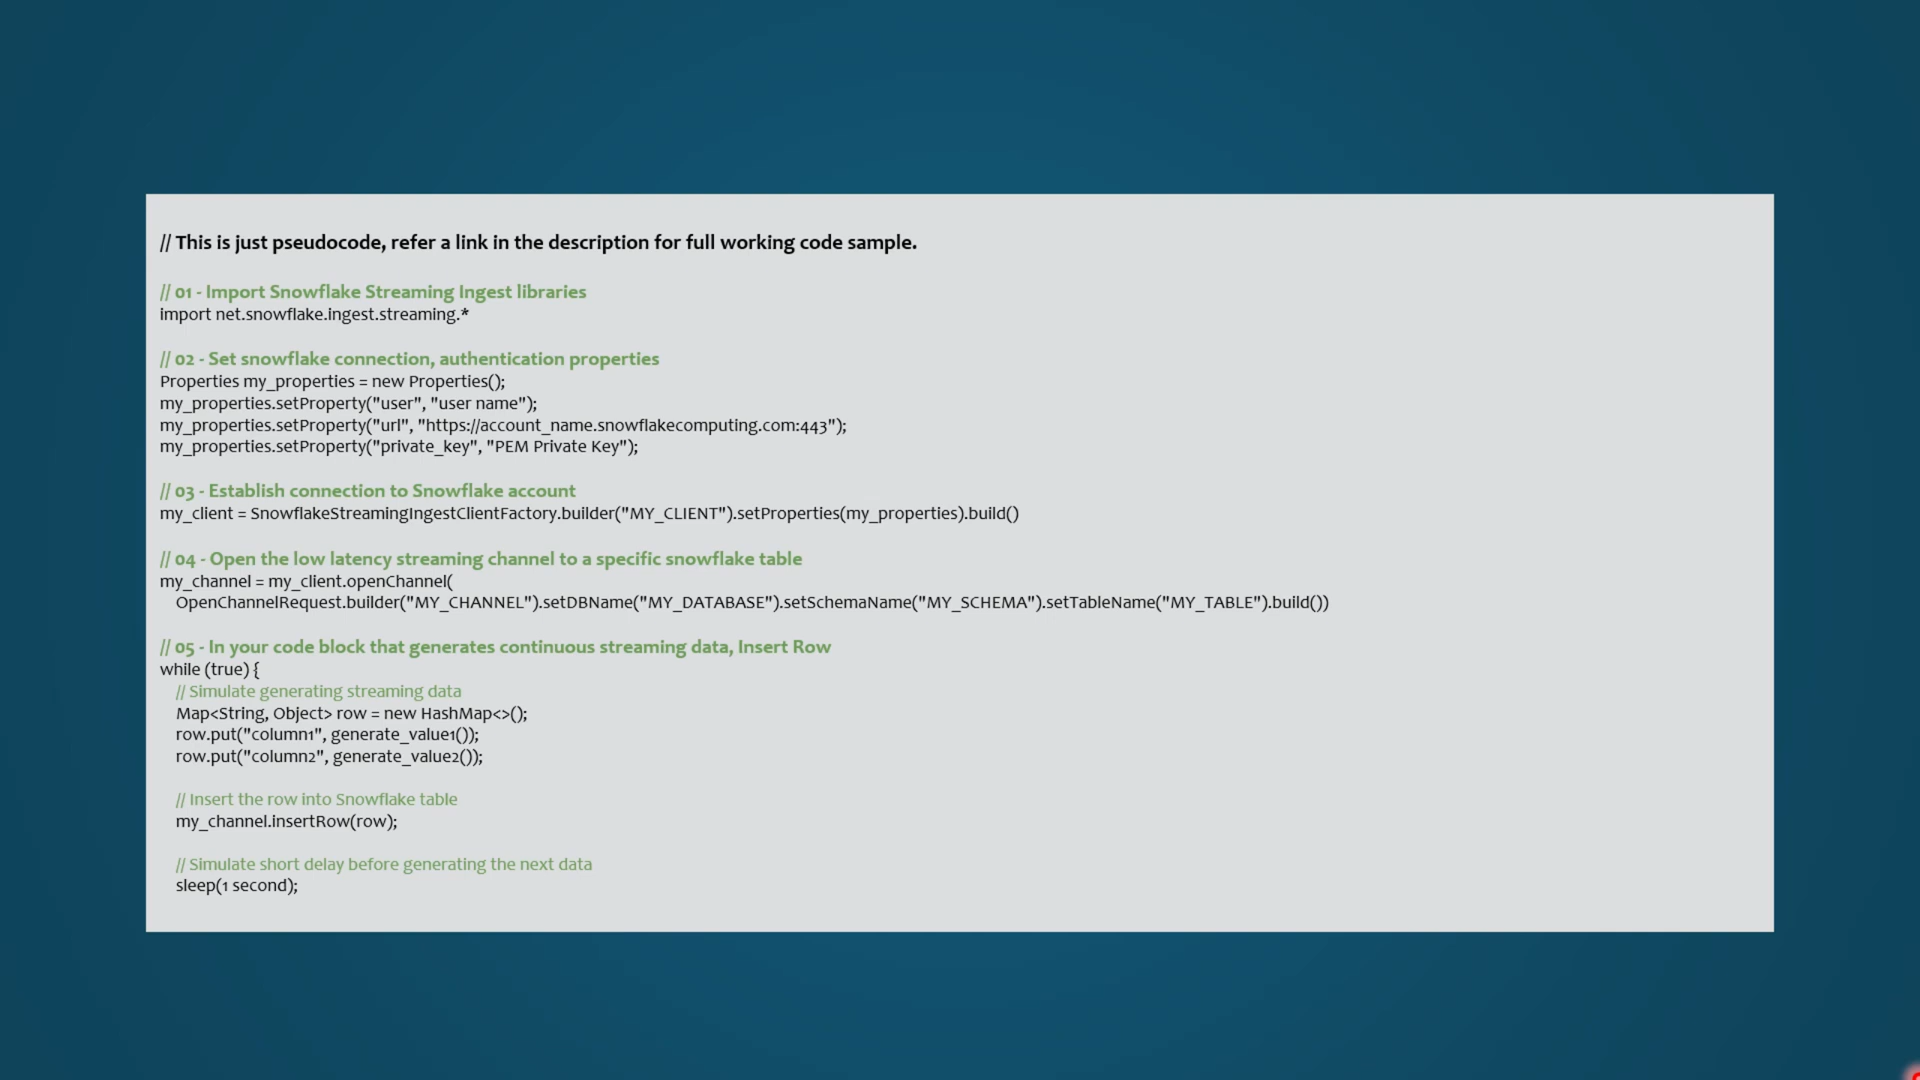 // This is just pseudocode, refer a link in the description for full working code sample.
// 01 - Import Snowflake Streaming Ingest libraries
import net.snowflake.ingest.streaming.*
// 02 - Set snowflake connection, authentication properties
Properties my_properties = new Properties();
my_properties.setProperty("user", "user name");
my_properties.setProperty("url", "https://account_name.snowflakecomputing.com:443");
my_properties.setProperty("private_key", "PEM Private Key");
// 03 - Establish connection to Snowflake account
my_client = SnowflakeStreamingIngestClientFactory.builder("MY_CLIENT").setProperties(my_properties).build()
// 04 - Open the low latency streaming channel to a specific snowflake table
my_channel = my_client.openChannel(
OpenChannelRequest.builder("MY_CHANNEL").setDBName("MY_DATABASE").setSchemaName("MY_SCHEMA").setTableName("MY_TABLE").build())
// 05 - In your code block that generates continuous streaming data, Insert Row
while (true) {
// Simulate generating streaming data
Map<String, Object> row = new HashMap<>();
row.put("column1", generate_value1());
row.put("column2", generate_value2());
// Insert the row into Snowflake table
my_channel.insertRow(row);
// Simulate short delay before generating the next data
sleep(1 second);